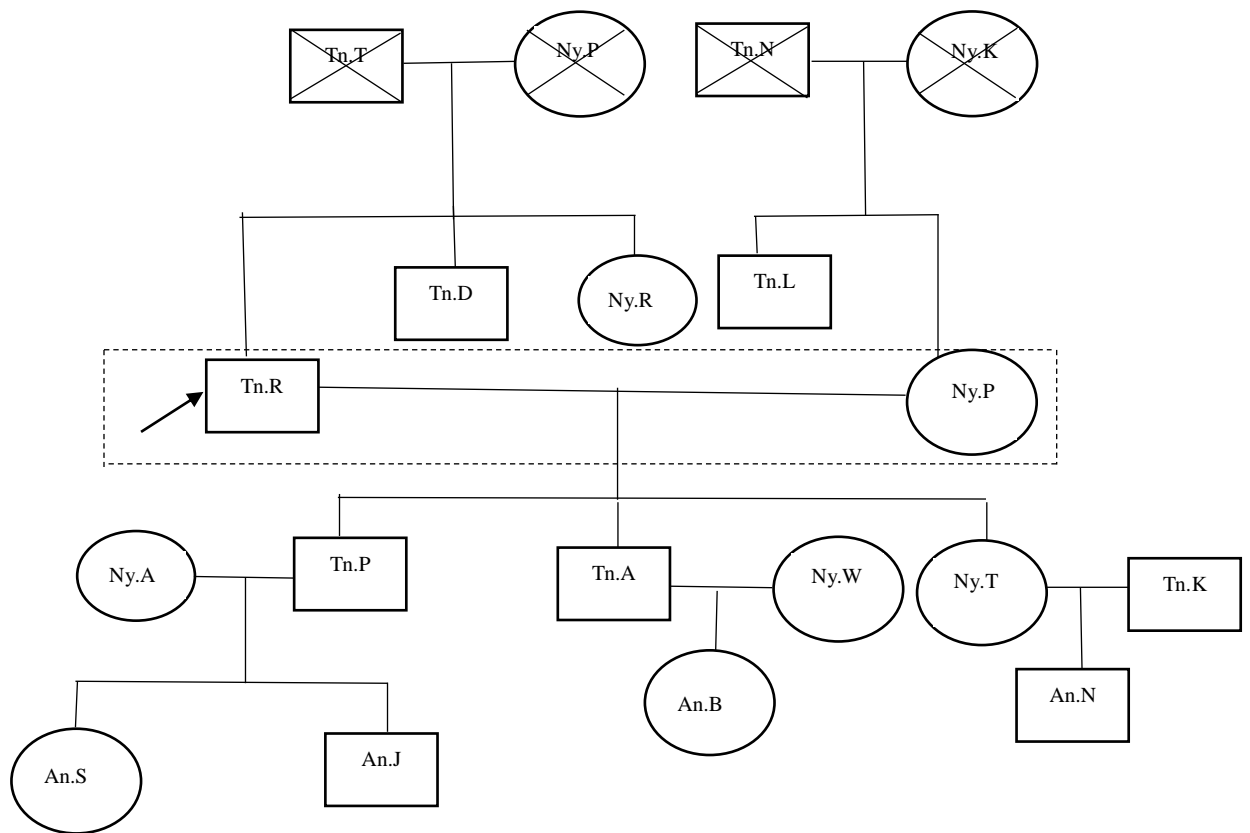 Tn.T
Ny.P
Tn.N
Ny.K
Tn.D
Ny.R
Tn.L
Tn.R
Ny.P
Ny.A
Tn.P
Tn.A
Ny.W
Ny.T
Tn.K
An.S
An.J
An.B
An.N